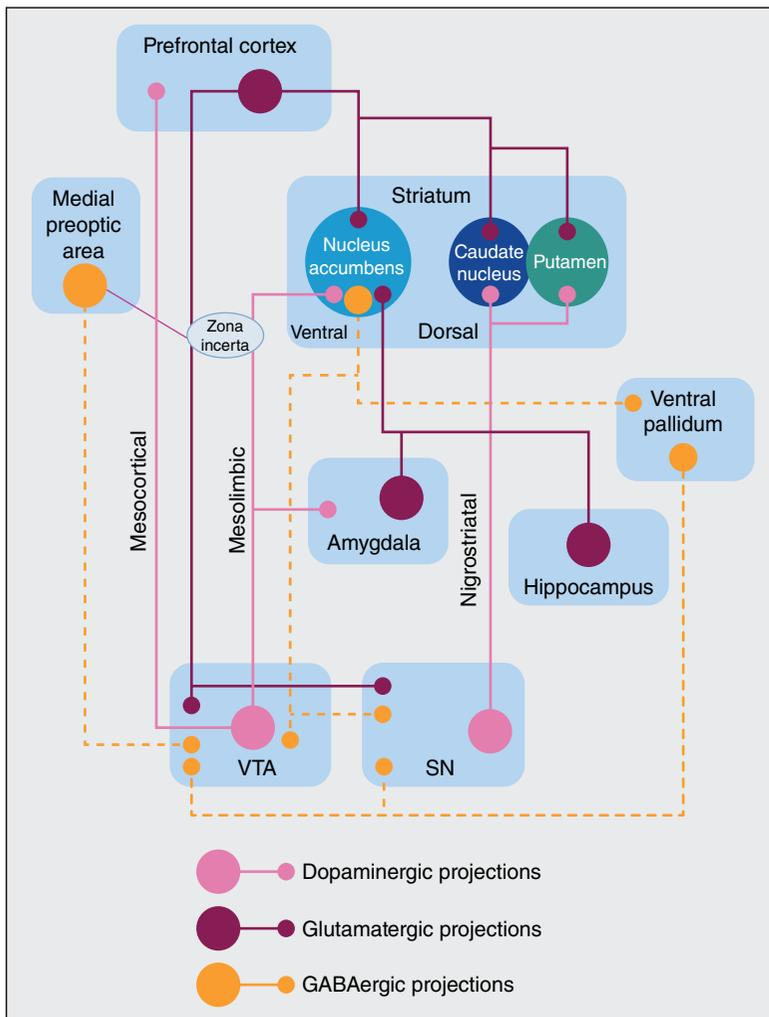 Prefrontal cortex
Medial
preoptic
area
Striatum
Nucleus
accumbens
Caudate
nucleus
Putamen
Zona
incerta
Ventral
Dorsal
Ventral
pallidum
Mesocortical
Mesolimbic
Nigrostriatal
Amygdala
Hippocampus
VTA
SN
Dopaminergic projections
Glutamatergic projections
GABAergic projections